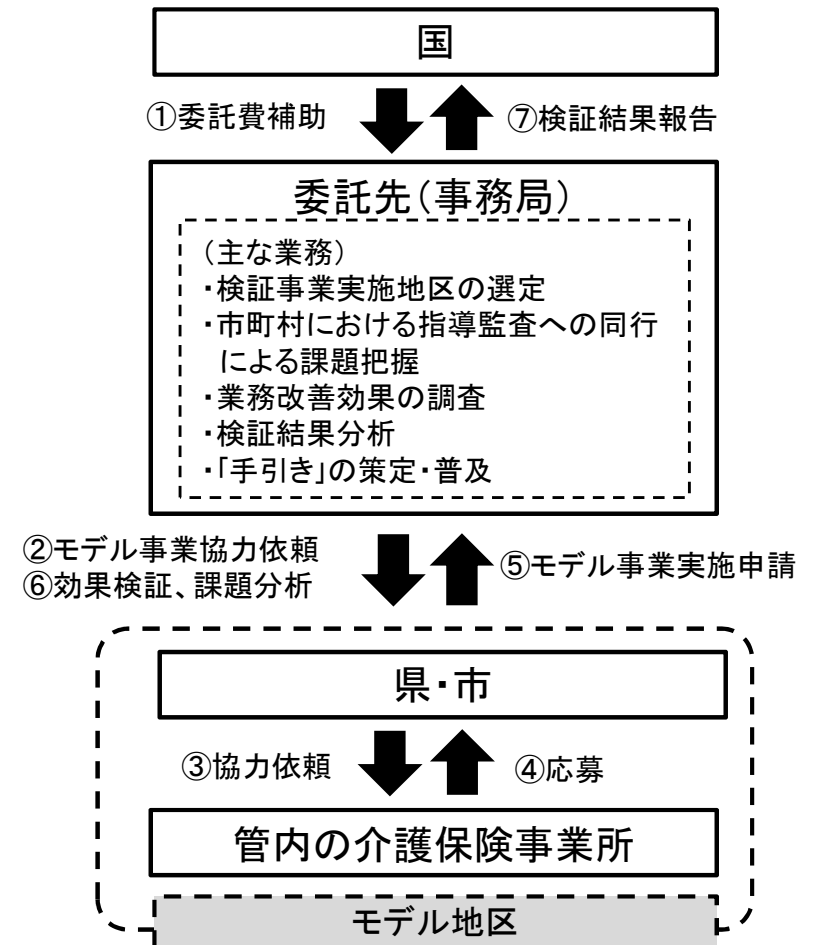 国
①委託費補助
⑦検証結果報告
委託先(事務局)
(主な業務)
・検証事業実施地区の選定
・市町村における指導監査への同行
による課題把握
・業務改善効果の調査
・検証結果分析
・「手引き」の策定・普及
②モデル事業協力依頼
⑥効果検証、課題分析
⑤モデル事業実施申請
県・市
③協力依頼
④応募
管内の介護保険事業所
モデル地区